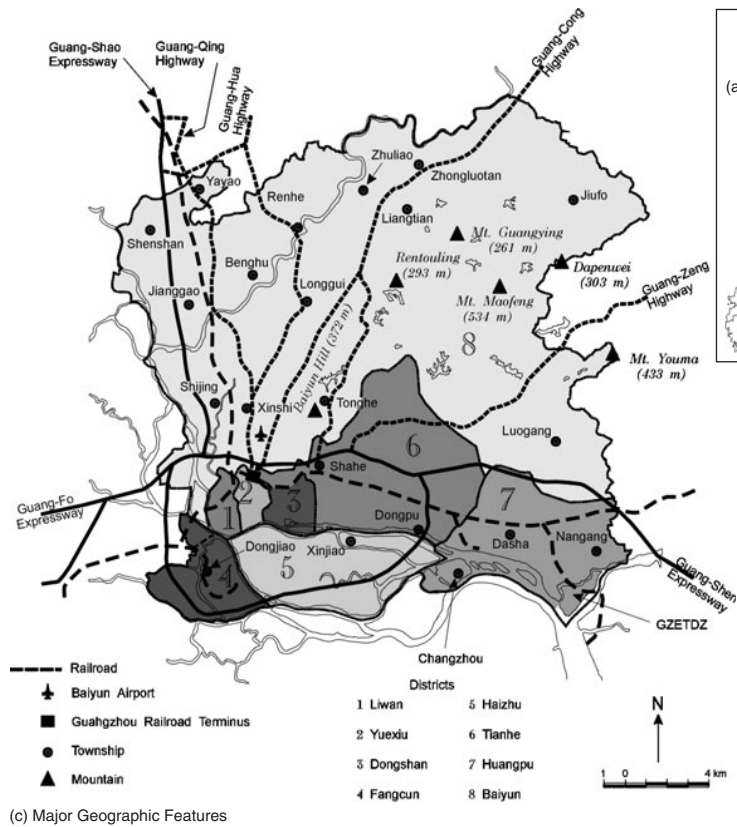 Guang-Shao
Expressway
Guang-Qing
Highway
Guang-Hua
Highway
Guang-Cong
Highway
(a
Zhuliao
Zhongluotan
Yayao
Renhe
Liangtian
Jiufo
Shenshan
Mt. Guangying
(261 m)
Benghu
Rentouling
(293 m)
Dapenwei
(303 m)
Jianggao
Longgui
Mt. Maofeng
(534 m)
Guang-Zeng
Highway
Baiyun Hill (372 m)
8
Mt. Youma
(433 m)
Shijing
Xinshi
Tonghe
Luogang
6
Shahe
Guang-Fo
Expressway
1
2
3
7
Dongpu
Dongjiao
Xinjiao
Dasha
Nangang
4
5
Guang-Shen
Expressway
GZETDZ
Changzhou
Railroad
Baiyun Airport
Guahgzhou Railroad Terminus
Township
Mountain
Districts
1 Liwan
2 Yuexiu
3 Dongshan
4 Fangcun
5 Haizhu
6 Tianhe
7 Huangpu
8 Baiyun
N
1 0 4 km
(c) Major Geographic Features